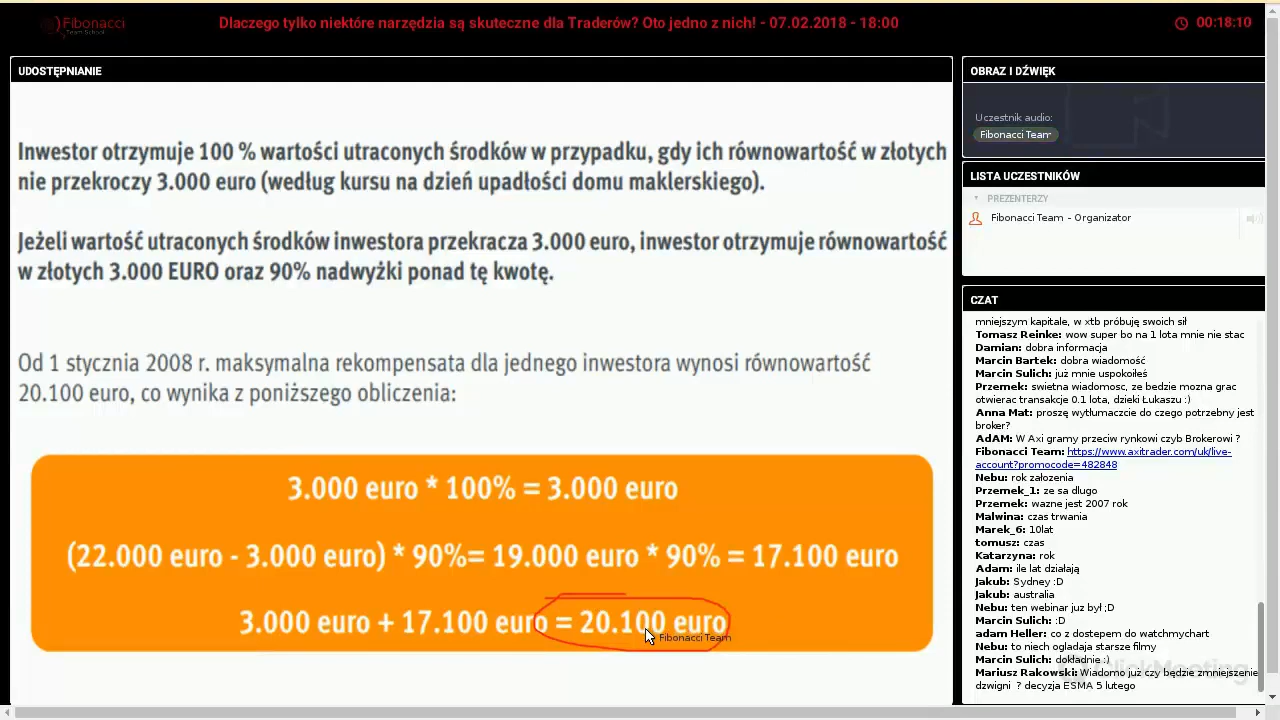 Fibonacci
Team School
Dlaczego tylko niektóre narzędzia są skuteczne dla Traderów? Oto jedno z nich! - 07.02.2018 - 18:00
00:18:10
UDOSTĘPNIANIE
Inwestor otrzymuje 100 % wartości utraconych środków w przypadku, gdy ich równowartość w złotych
nie przekroczy 3.000 euro (według kursu na dzień upadłości domu maklerskiego).
Jeżeli wartość utraconych środków inwestora przekracza 3.000 euro, inwestor otrzymuje równowartość
w złotych 3.000 EURO oraz 90% nadwyżki ponad tę kwotę.
Od 1 stycznia 2008 r. maksymalna rekompensata dla jednego inwestora wynosi równowartość
20.100 euro, co wynika z poniższego obliczenia:
3.000 euro * 100% = 3.000 euro
(22.000 euro - 3.000 euro) * 90%= 19.000 euro * 90% = 17.100 euro
3.000 euro + 17.100 euro = 20.100 euro
Fibonacci Team
OBRAZ I DŹWIĘK
Uczestnik audio:
Fibonacci Team
LISTA UCZESTNIKÓW
PREZENTERZY
Fibonacci Team - Organizator
CZAT
mniejszym kapitale, w xtb próbuję swoich sił
Tomasz Reinke: wow super bo na 1 lota mnie nie stac
Damian: dobra informacja
Marcin Bartek: dobra wiadomość
Marcin Sulich: już mnie uspokoiłeś
Przemek: swietna wiadomosc, ze bedzie mozna grac
otwierac transakcje 0.1 lota, dzieki Łukaszu :)
Anna Mat: proszę wytłumaczcie do czego potrzebny jest
broker?
AdAM: W Axi gramy przeciw rynkowi czyb Brokerowi ?
Fibonacci Team: https://www.axitrader.com/uk/live-
account?promocode=482848
Nebu: rok założenia
Przemek_1: ze sa dlugo
Przemek: wazne jest 2007 rok
Malwina: czas trwania
Marek_6: 10lat
tomusz: czas
Katarzyna: rok
Adam: ile lat działają
Jakub: Sydney :D
Jakub: australia
Nebu: ten webinar juz był ;D
Marcin Sulich: :D
adam Heller: co z dostepem do watchmychart
Nebu: to niech ogladaja starsze filmy
Marcin Sulich: dokładnie :)
Mariusz Rakowski: Wiadomo już czy będzie zmniejszenie
dzwigni ? decyzja ESMA 5 lutego
ClickMeeting